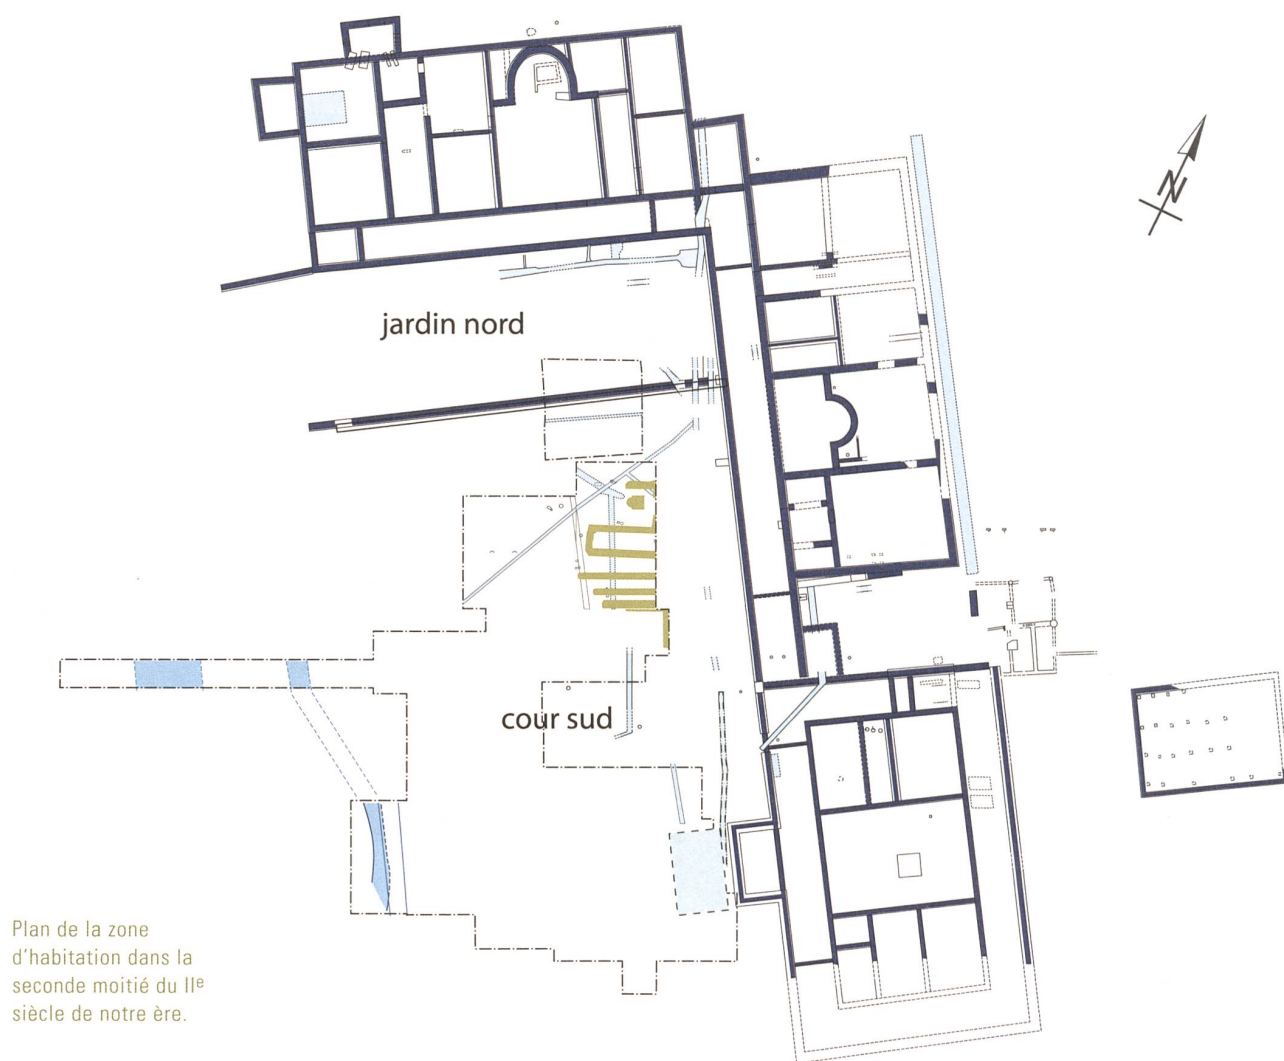 N
jardin nord
cour sud
Plan de la zone
d'habitation dans la
seconde moitié du IIe
siècle de notre ère.